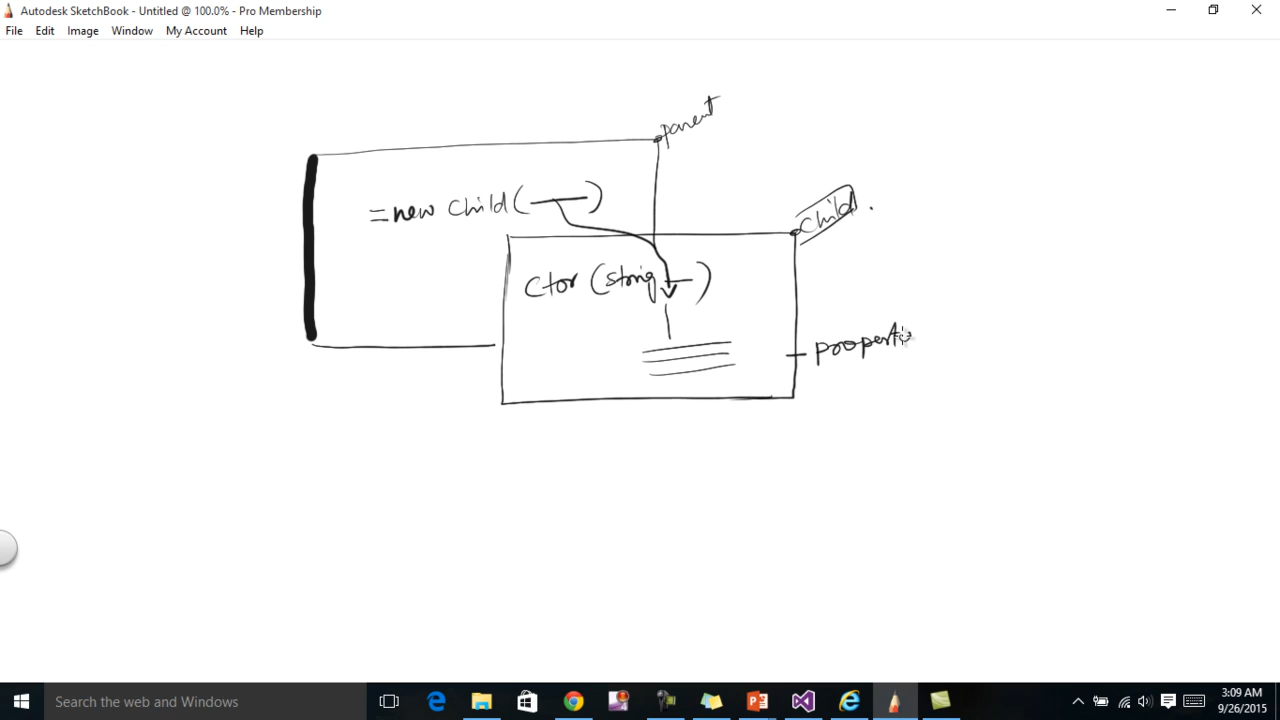 Autodesk SketchBook - Untitled @ 100.0% - Pro Membership
File Edit Image Window My Account Help
parent
=new Child( )
Child.
Ctor (string )
propert
Search the web and Windows
3:09 AM
9/26/2015